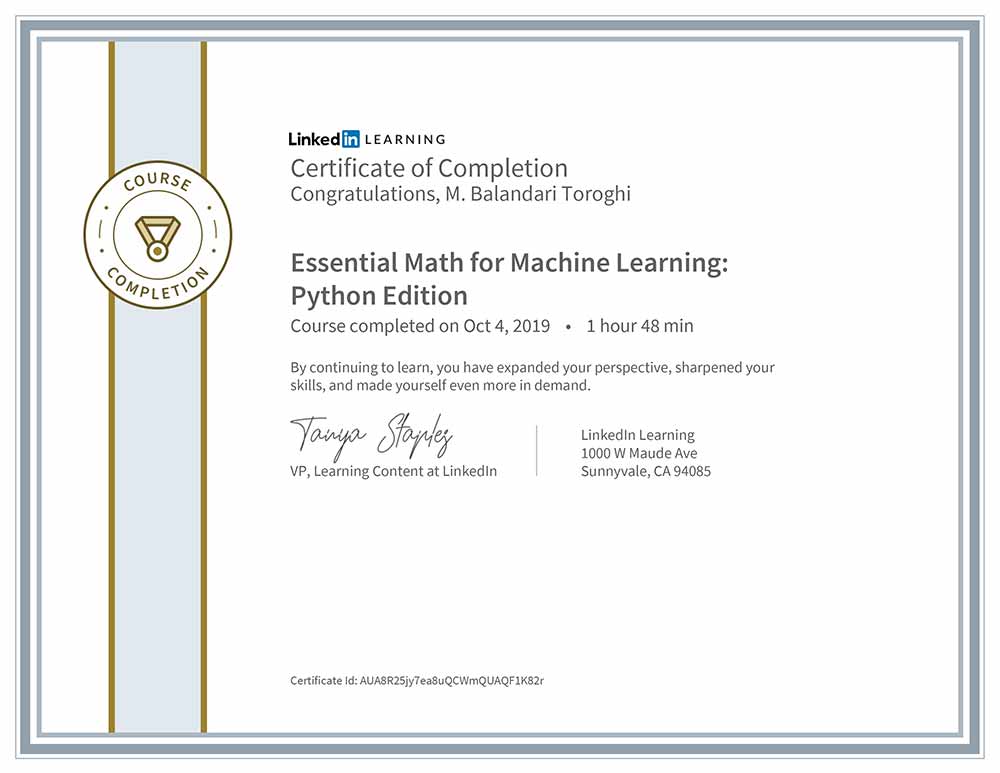 COURSE
COMPLETION
LinkedIn LEARNING
Certificate of Completion
Congratulations, M. Balandari Toroghi
Essential Math for Machine Learning:
Python Edition
Course completed on Oct 4, 2019 • 1 hour 48 min
By continuing to learn, you have expanded your perspective, sharpened your
skills, and made yourself even more in demand.
Tanya Staples
VP, Learning Content at LinkedIn
LinkedIn Learning
1000 W Maude Ave
Sunnyvale, CA 94085
Certificate Id: AUA8R25jy7ea8uQCWmQUAQF1K82r